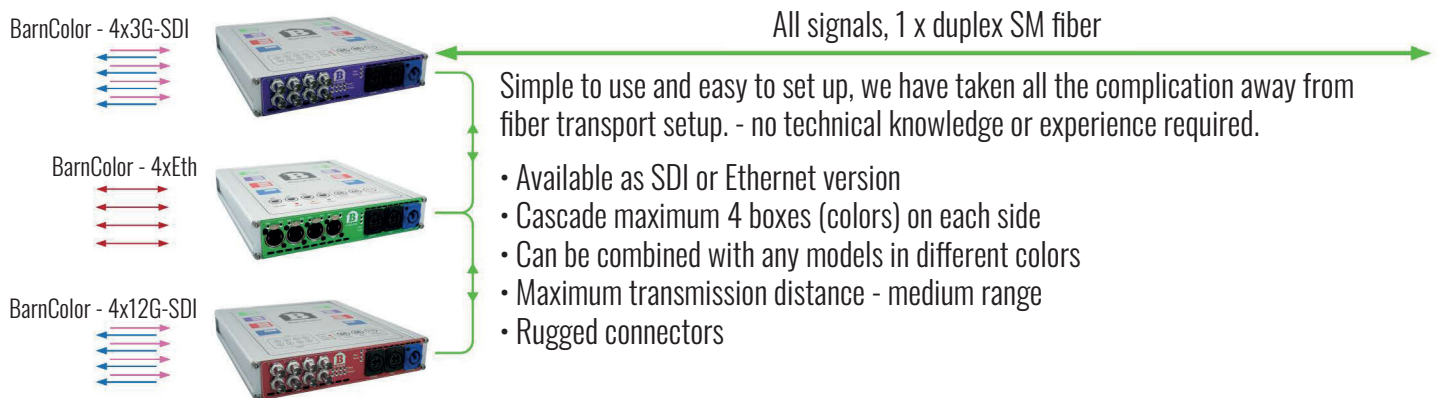 BarnColor - 4x3G-SDI
All signals, 1 x duplex SM fiber
Simple to use and easy to set up, we have taken all the complication away from
fiber transport setup. - no technical knowledge or experience required.
BarnColor - 4xEth
• Available as SDI or Ethernet version
• Cascade maximum 4 boxes (colors) on each side
• Can be combined with any models in different colors
• Maximum transmission distance - medium range
• Rugged connectors
BarnColor - 4x12G-SDI
B
B
B